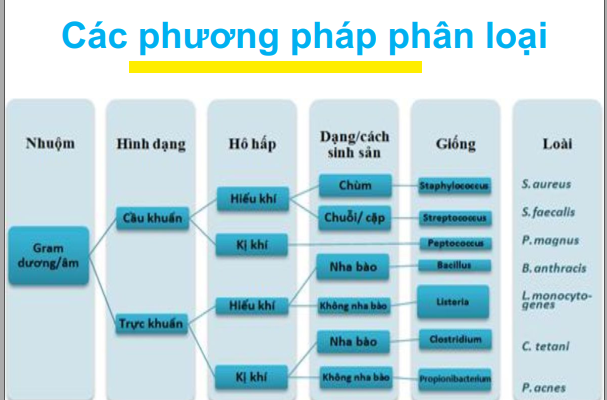 Các phương pháp phân loại
Nhuộm
Hình dạng
Hô hấp
Dạng/cách
sinh sản
Giống
Loài
Gram
dương/âm
Cầu khuẩn
Trực khuẩn
Hiếu khí
Kị khí
Hiếu khí
Kị khí
Chùm
Chuỗi/ cặp
Nha bào
Không nha bào
Nha bào
Không nha bào
Staphylococcus
Streptococcus
Peptococcus
Bacillus
Listeria
Clostridium
Propionibacterium
S. aureus
S. faecalis
P. magnus
B. anthracis
L. monocyto-
genes
C. tetani
P. acnes